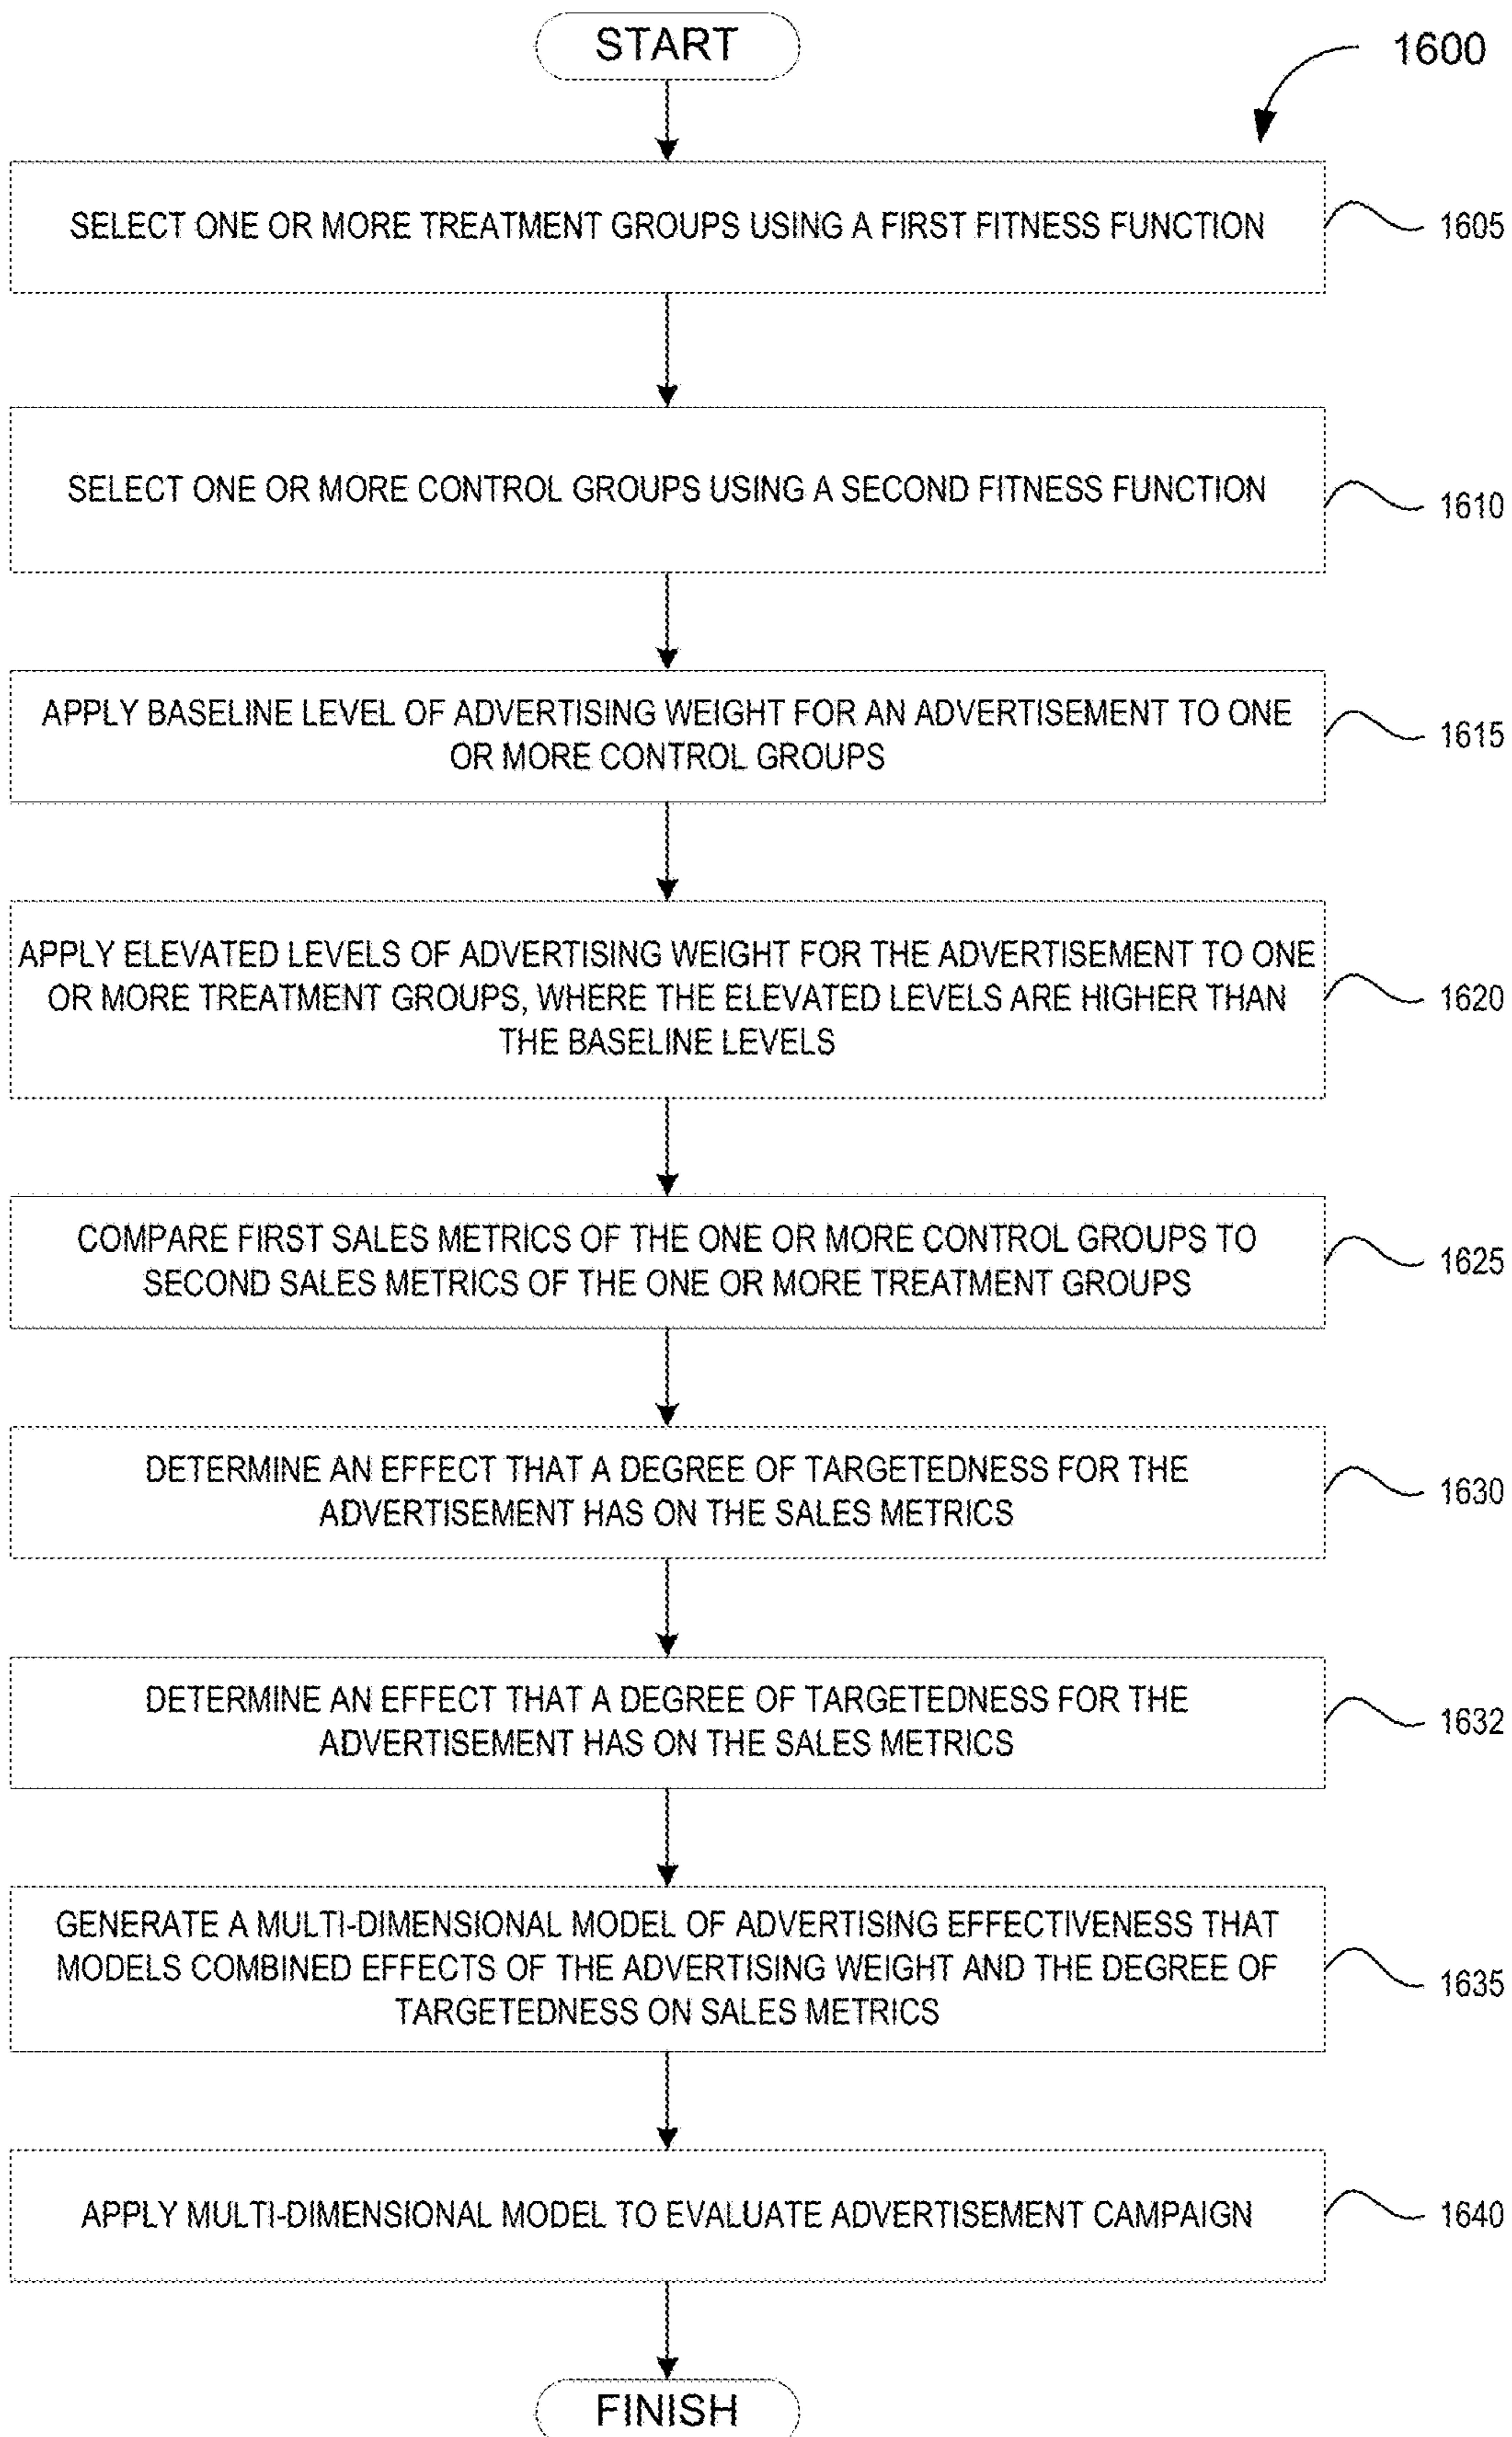 START
1600
SELECT ONE OR MORE TREATMENT GROUPS USING A FIRST FITNESS FUNCTION
1605
SELECT ONE OR MORE CONTROL GROUPS USING A SECOND FITNESS FUNCTION
1610
APPLY BASELINE LEVEL OF ADVERTISING WEIGHT FOR AN ADVERTISEMENT TO ONE
OR MORE CONTROL GROUPS
1615
APPLY ELEVATED LEVELS OF ADVERTISING WEIGHT FOR THE ADVERTISEMENT TO ONE
OR MORE TREATMENT GROUPS, WHERE THE ELEVATED LEVELS ARE HIGHER THAN
THE BASELINE LEVELS
1620
COMPARE FIRST SALES METRICS OF THE ONE OR MORE CONTROL GROUPS TO
SECOND SALES METRICS OF THE ONE OR MORE TREATMENT GROUPS
1625
DETERMINE AN EFFECT THAT A DEGREE OF TARGETEDNESS FOR THE
ADVERTISEMENT HAS ON THE SALES METRICS
1630
DETERMINE AN EFFECT THAT A DEGREE OF TARGETEDNESS FOR THE
ADVERTISEMENT HAS ON THE SALES METRICS
1632
GENERATE A MULTI-DIMENSIONAL MODEL OF ADVERTISING EFFECTIVENESS THAT
MODELS COMBINED EFFECTS OF THE ADVERTISING WEIGHT AND THE DEGREE OF
TARGETEDNESS ON SALES METRICS
1635
APPLY MULTI-DIMENSIONAL MODEL TO EVALUATE ADVERTISEMENT CAMPAIGN
1640
FINISH